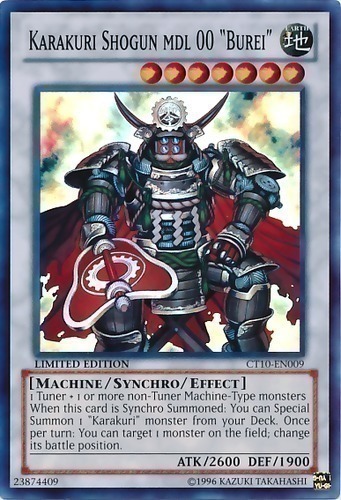 KARAKURI SHOGUN MDL 00 "BUREI"
EARTH
地
LIMITED EDITION
CT10-EN009
[MACHINE/SYNCHRO/EFFECT]
1 Tuner + 1 or more non-Tuner Machine-Type monsters
When this card is Synchro Summoned: You can Special
Summon 1 "Karakuri" monster from your Deck. Once
per turn: You can target 1 monster on the field; change
its battle position.
ATK/2600 DEF/1900
23874409
©1996 KAZUKI TAKAHASHI